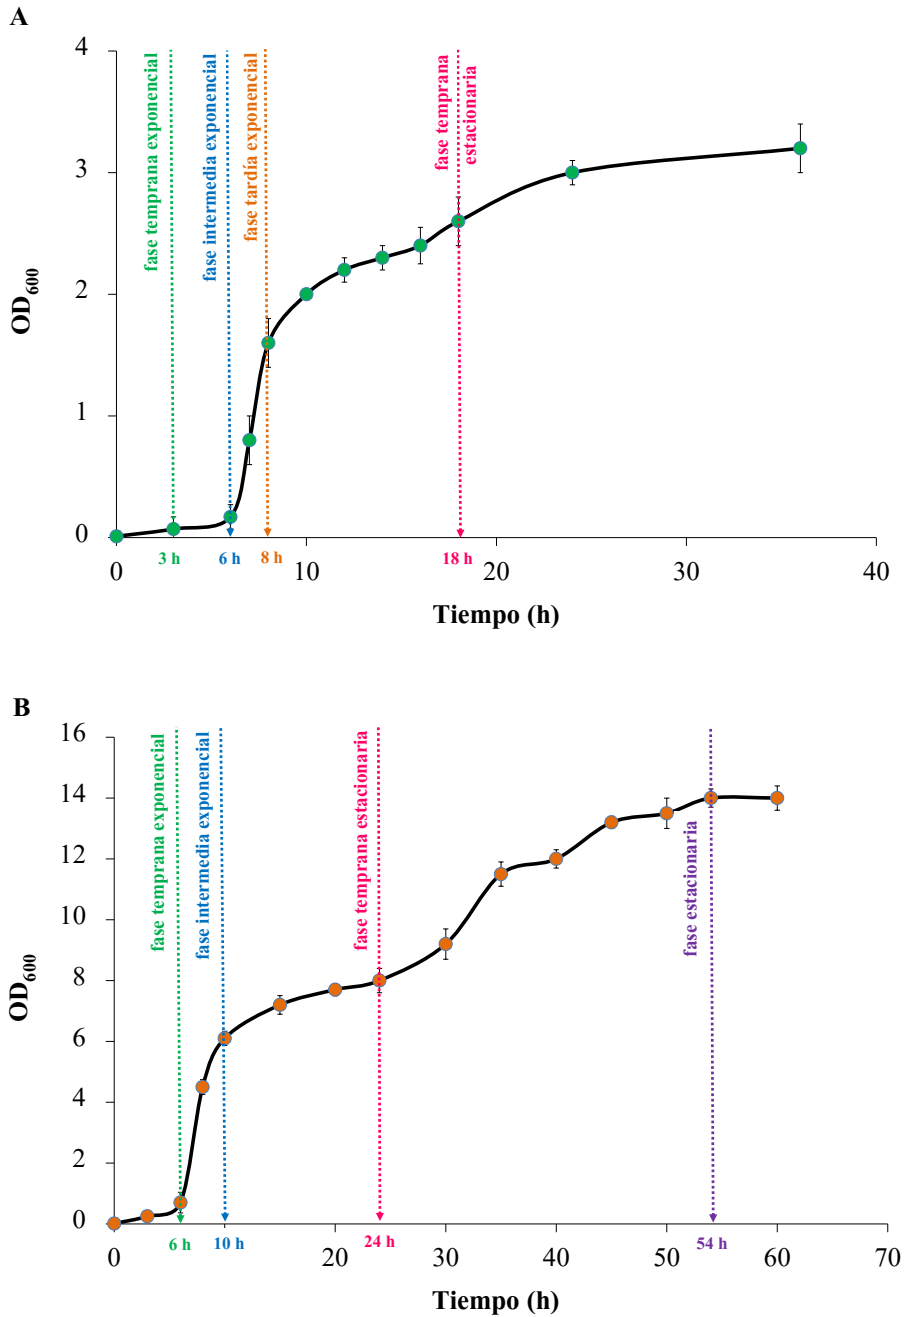 A
4
3
2
1
0
OD600
fase temprana exponencial
fase intermedia exponencial
fase tardia exponencial
fase temprana
estacionaria
3 h
6 h
8 h
18 h
0
10
20
30
40
Tiempo (h)
B
16
14
12
10
8
6
4
2
0
OD600
fase temprana exponencial
fase intermedia exponencial
fase temprana estacionaria
fase estacionaria
6 h
10 h
24 h
54 h
0
10
20
30
40
50
60
70
Tiempo (h)